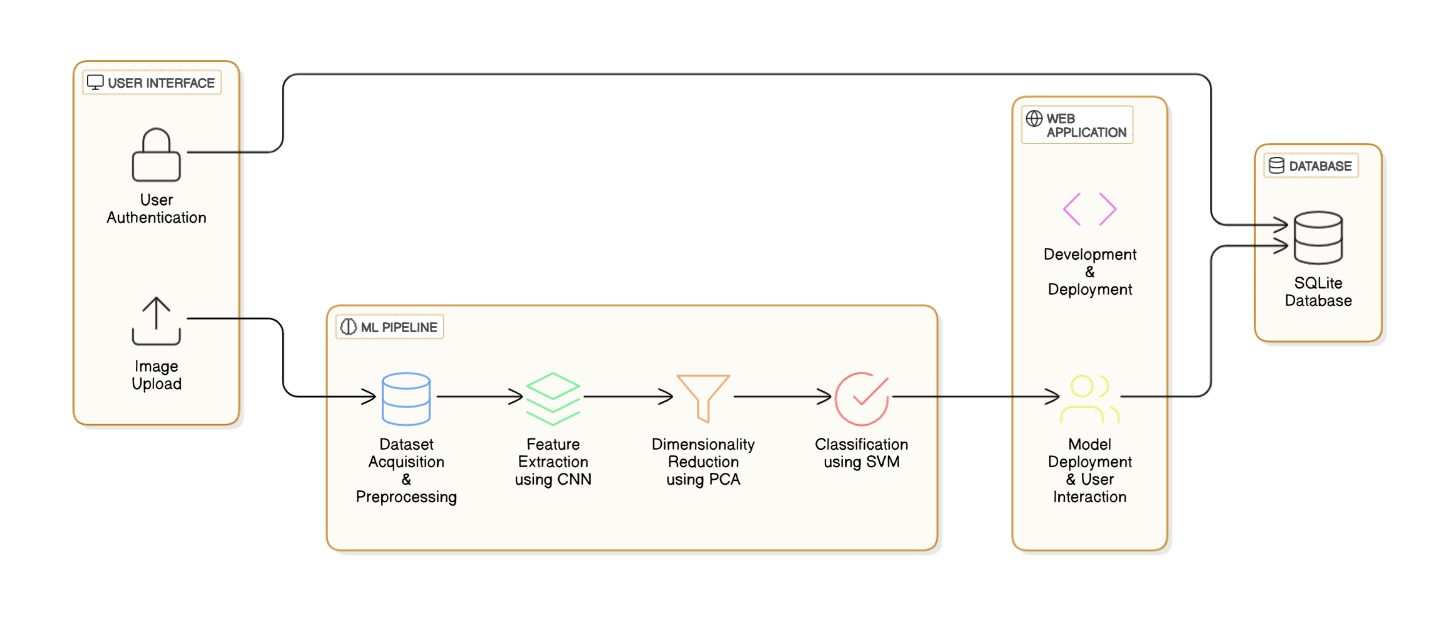 USER INTERFACE
User
Authentication
Image
Upload
ML PIPELINE
Dataset
Acquisition
&
Preprocessing
Feature
Extraction
using CNN
Dimensionality
Reduction
using PCA
Classification
using SVM
WEB
APPLICATION
Development
&
Deployment
Model
Deployment
& User
Interaction
DATABASE
SQLite
Database